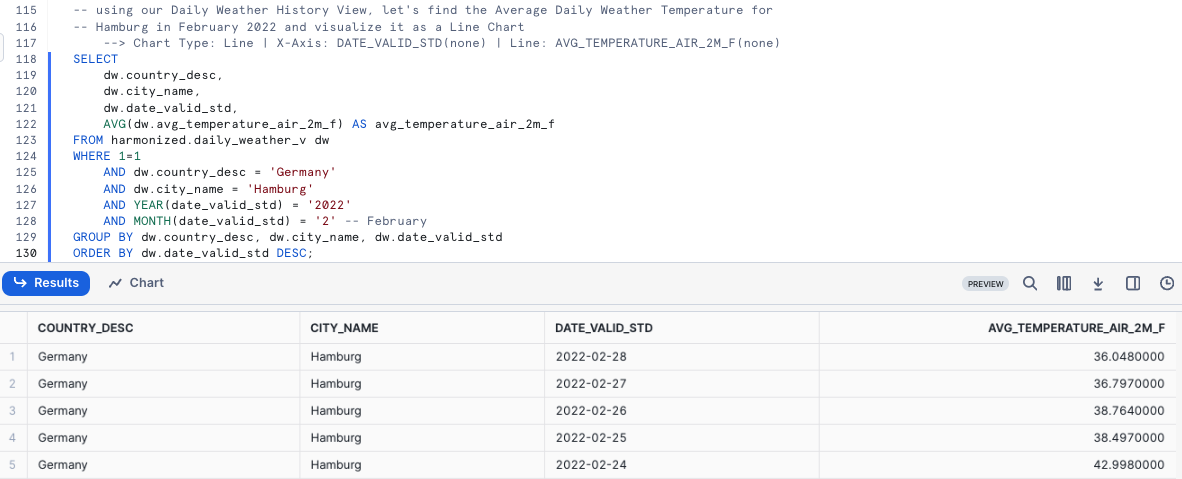 115 -- using our Daily Weather History View, let's find the Average Daily Weather Temperature for
116 -- Hamburg in February 2022 and visualize it as a Line Chart
117 --> Chart Type: Line | X-Axis: DATE_VALID_STD(none) | Line: AVG_TEMPERATURE_AIR_2M_F(none)
118 SELECT
119 dw.country_desc,
120 dw.city_name,
121 dw.date_valid_std,
122 AVG(dw.avg_temperature_air_2m_f) AS avg_temperature_air_2m_f
123 FROM harmonized.daily_weather_v dw
124 WHERE 1=1
125 AND dw.country_desc = 'Germany'
126 AND dw.city_name = 'Hamburg'
127 AND YEAR(date_valid_std) = '2022'
128 AND MONTH(date_valid_std) = '2' -- February
129 GROUP BY dw.country_desc, dw.city_name, dw.date_valid_std
130 ORDER BY dw.date_valid_std DESC;
Results Chart PREVIEW
COUNTRY_DESC CITY_NAME DATE_VALID_STD AVG_TEMPERATURE_AIR_2M_F
1 Germany Hamburg 2022-02-28 36.0480000
2 Germany Hamburg 2022-02-27 36.7970000
3 Germany Hamburg 2022-02-26 38.7640000
4 Germany Hamburg 2022-02-25 38.4970000
5 Germany Hamburg 2022-02-24 42.9980000